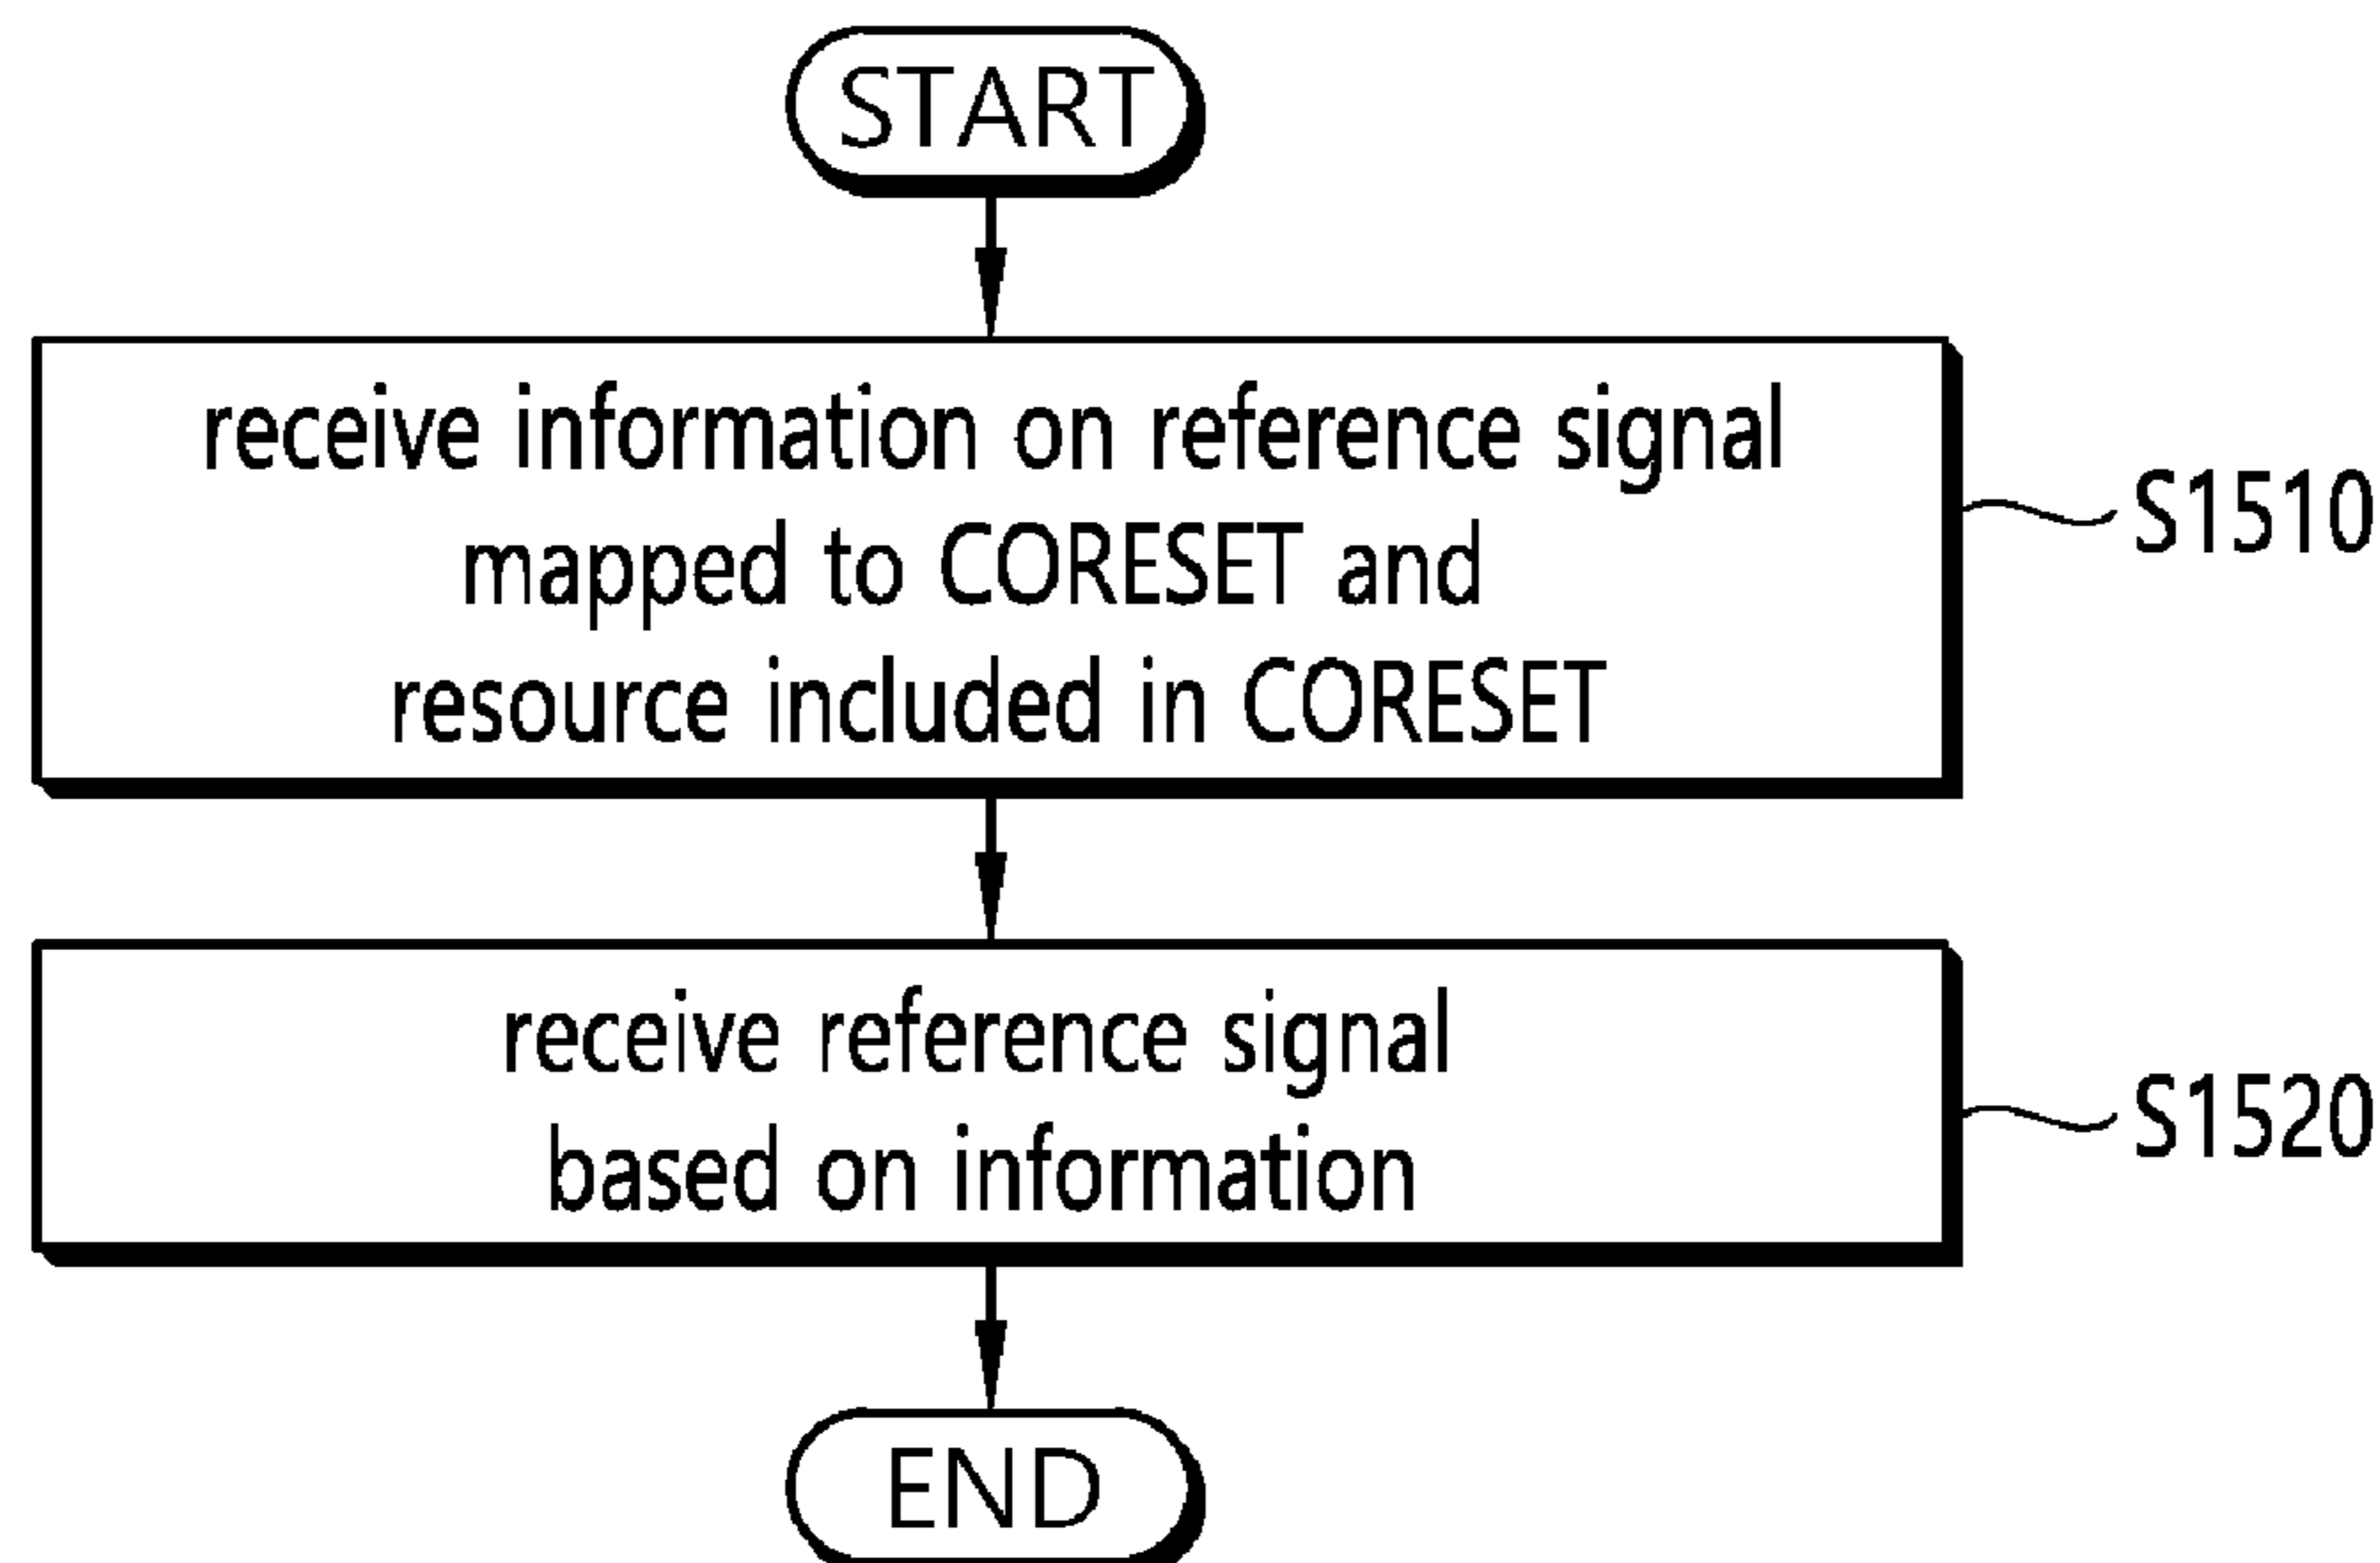 START
receive information on reference signal
mapped to CORESET and
resource included in CORESET
S1510
receive reference signal
based on information
S1520
END